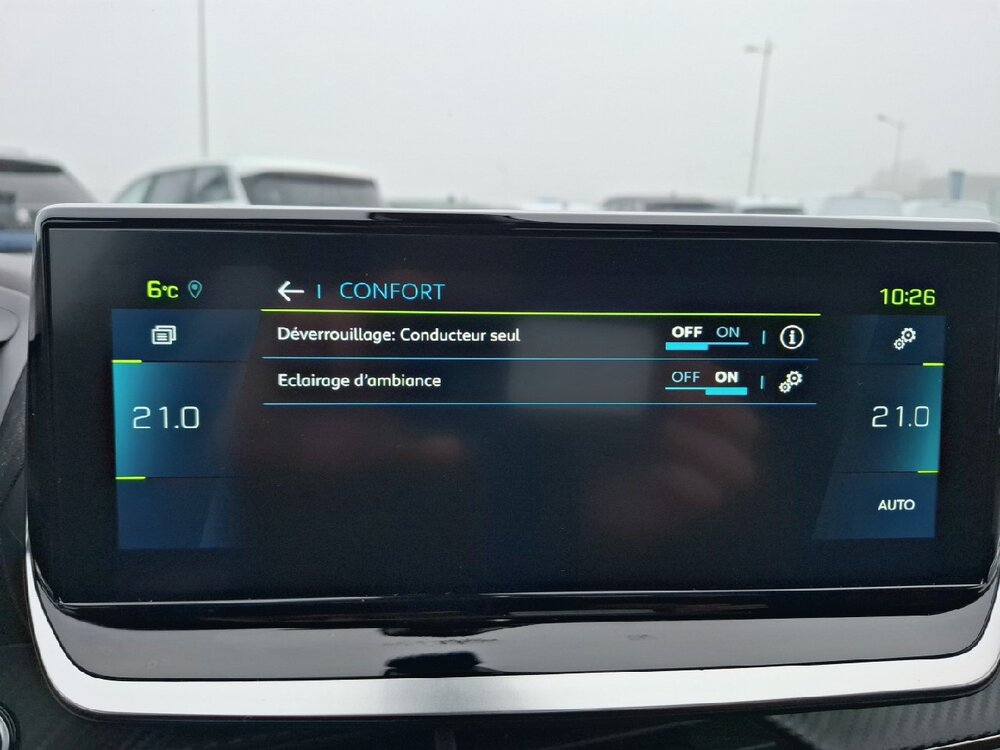 6°C
CONFORT
10:26
Déverrouillage: Conducteur seul OFF ON
Eclairage d'ambiance OFF ON
21.0
21.0
AUTO